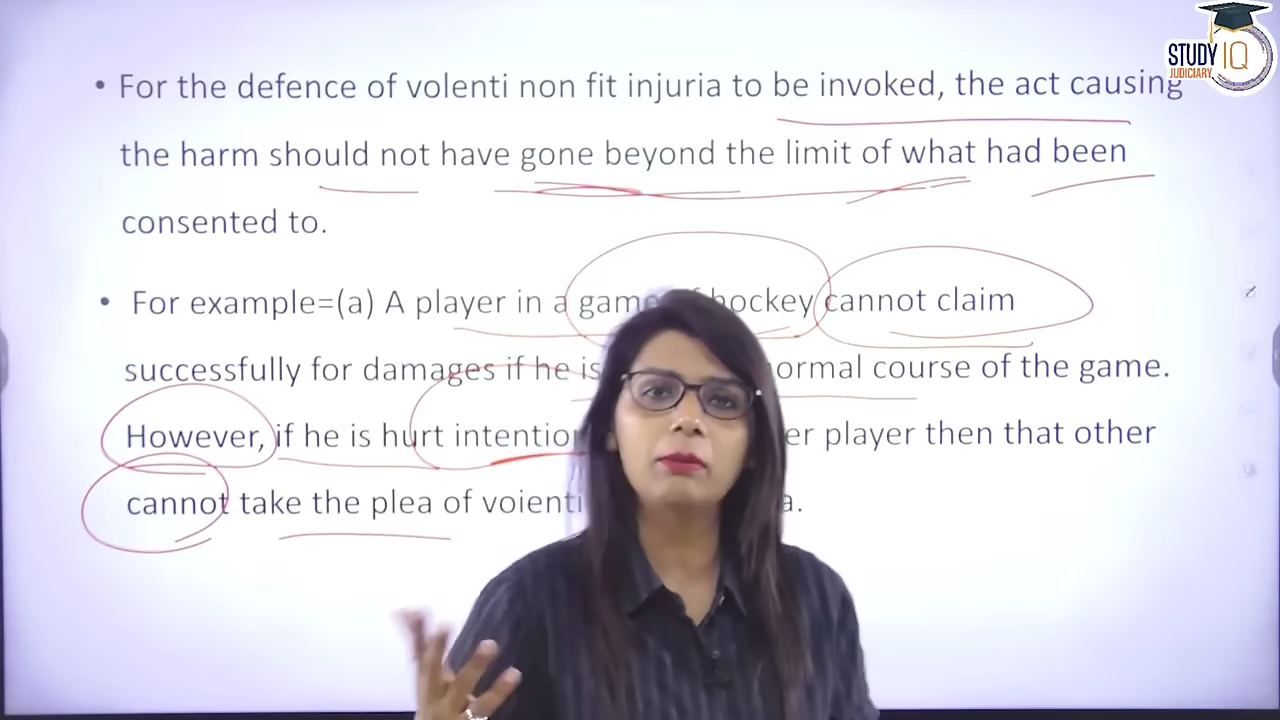 STUDY IQ
JUDICIARY
• For the defence of volenti non fit injuria to be invoked, the act causing
the harm should not have gone beyond the limit of what had been
consented to.
• For example=(a) A player in a game hockey cannot claim
successfully for damages if he is ormal course of the game.
However, if he is hurt intentio er player then that other
cannot take the plea of voienti a.